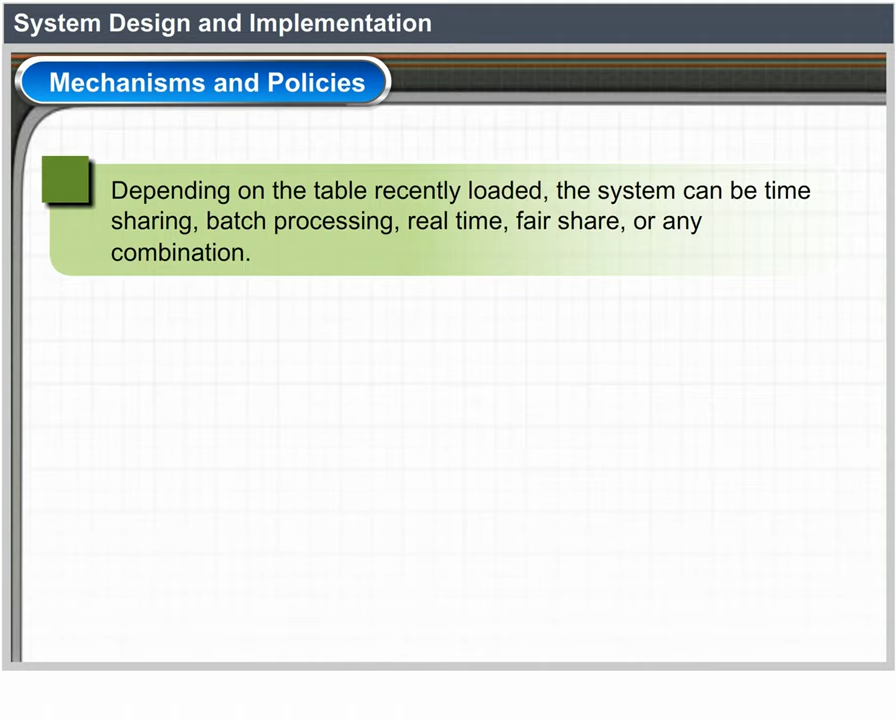 System Design and Implementation
Mechanisms and Policies
Depending on the table recently loaded, the system can be time
sharing, batch processing, real time, fair share, or any
combination.